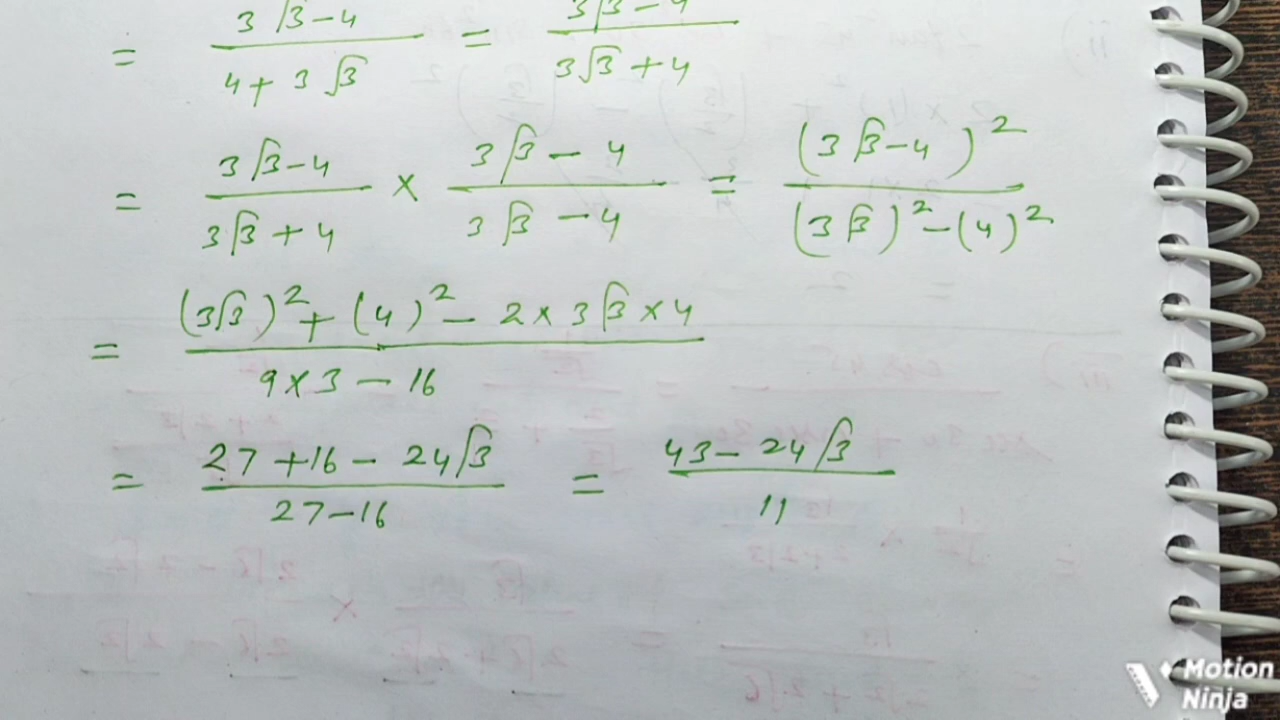 = 3√3-4 / 4+3√3 = 3√3-4 / 3√3+4
= 3√3-4 / 3√3+4 × 3√3-4 / 3√3-4 = (3√3-4)² / (3√3)²-(4)²
= (3√3)²+(4)²-2×3√3×4 / 9×3-16
= 27+16-24√3 / 27-16 = 43-24√3 / 11
Motion
Ninja